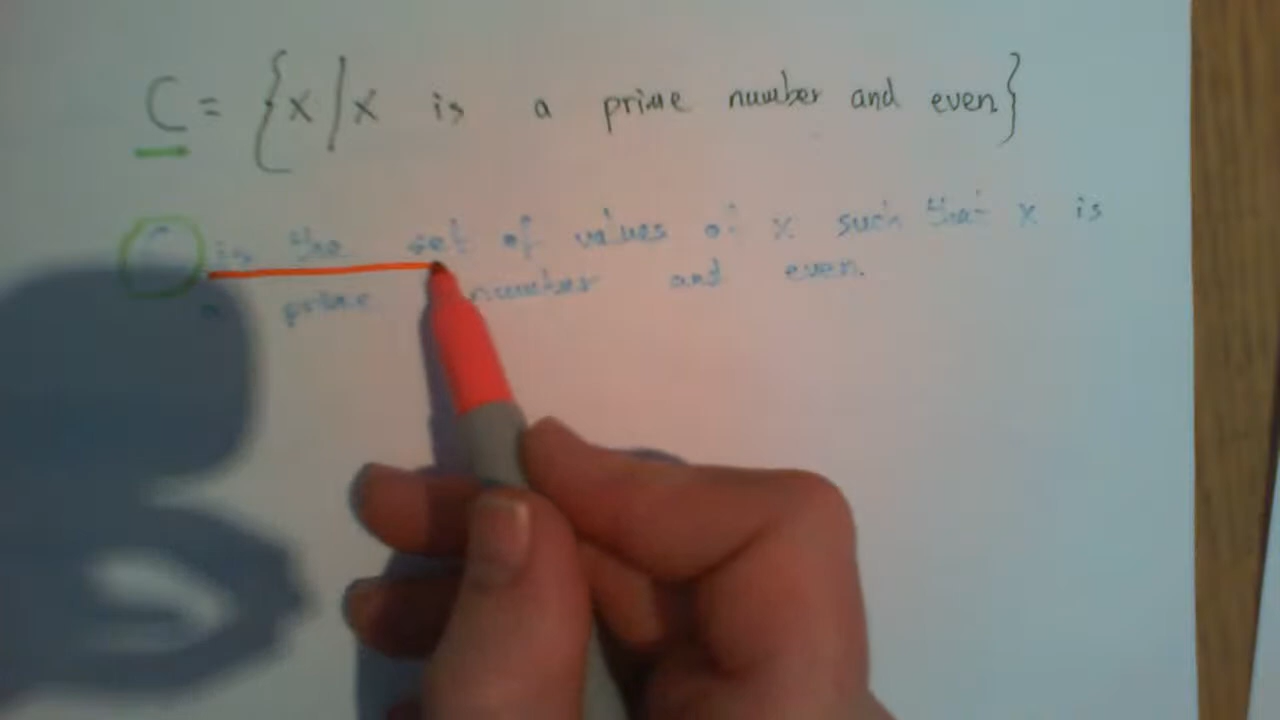 C = {x/x is a prime number and even}
C is the set of values of x such that x is
a prime number and even.